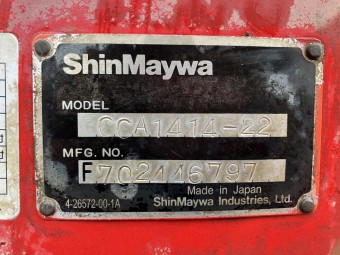 ShinMaywa
MODEL
CCA1414-22
MFG. NO.
F702446797
Made in Japan
4-26572-00-1A
ShinMaywa Industries, Ltd.